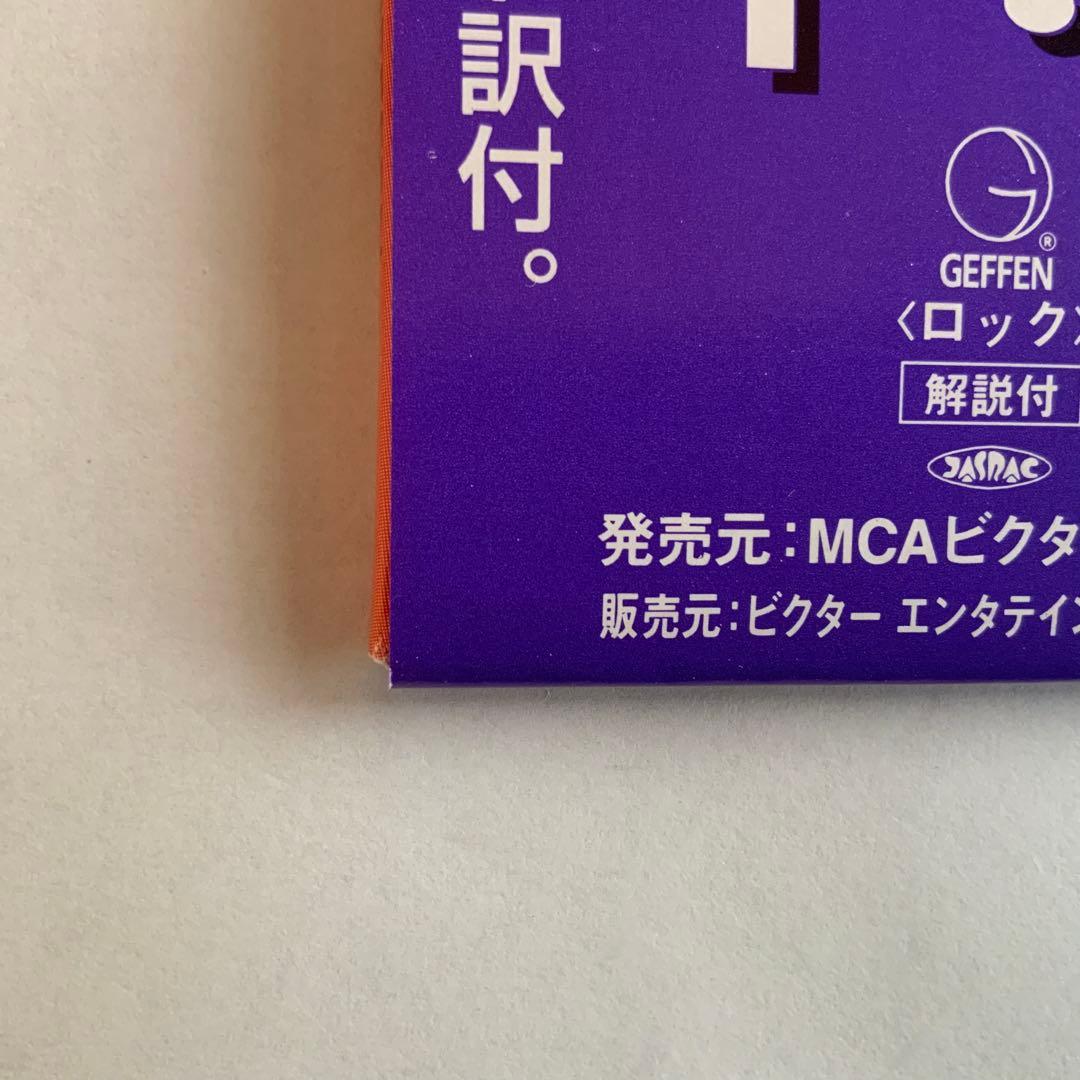 訳付。
G
GEFFEN
®
〈ロック〉
解説付
JASRAC
発売元：MCAビクタ
販売元：ビクター エンタテイン